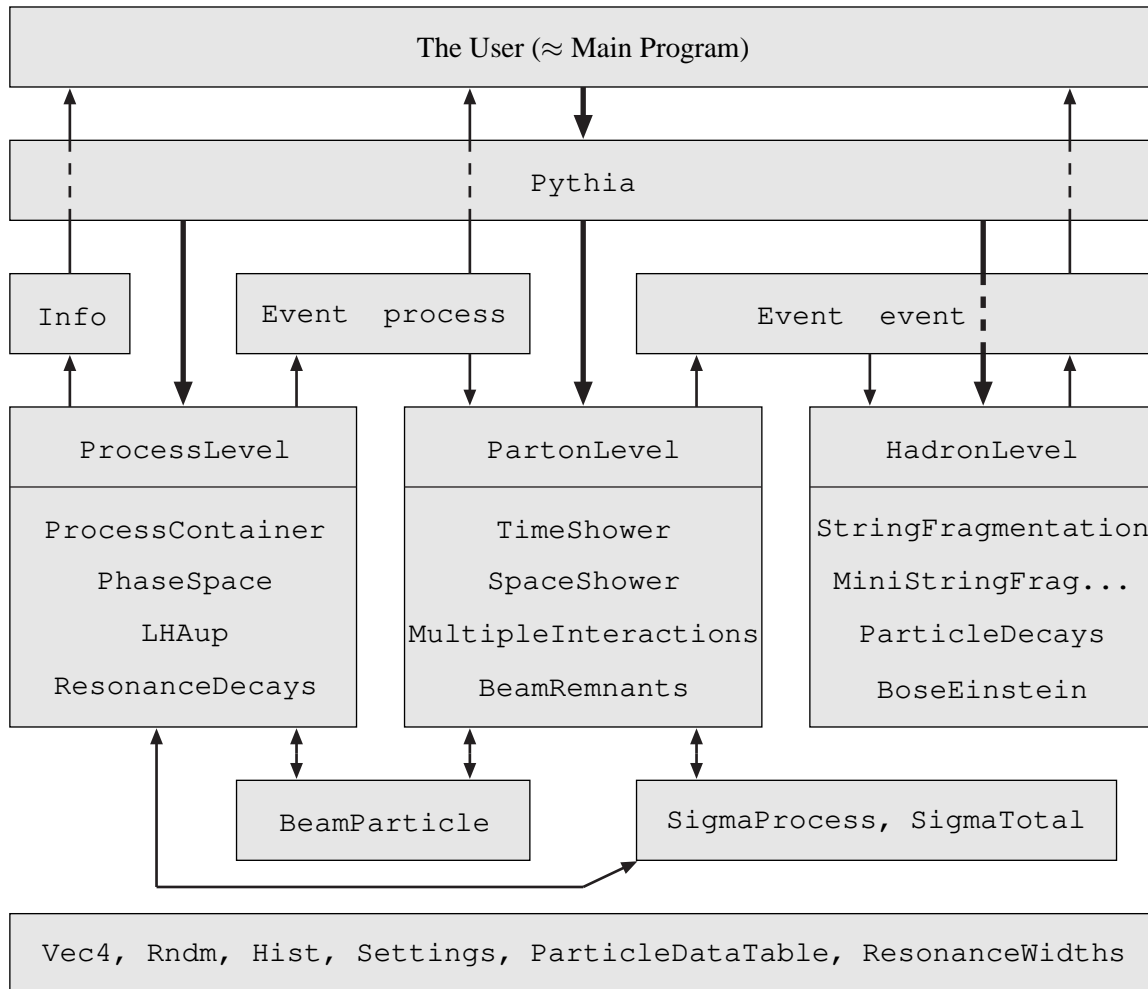 The User (≈ Main Program)
Pythia
Info
Event process
Event event
ProcessLevel
ProcessContainer
PhaseSpace
LHAup
ResonanceDecays
PartonLevel
TimeShower
SpaceShower
MultipleInteractions
BeamRemnants
HadronLevel
StringFragmentation
MiniStringFrag...
ParticleDecays
BoseEinstein
BeamParticle
SigmaProcess, SigmaTotal
Vec4, Rndm, Hist, Settings, ParticleDataTable, ResonanceWidths